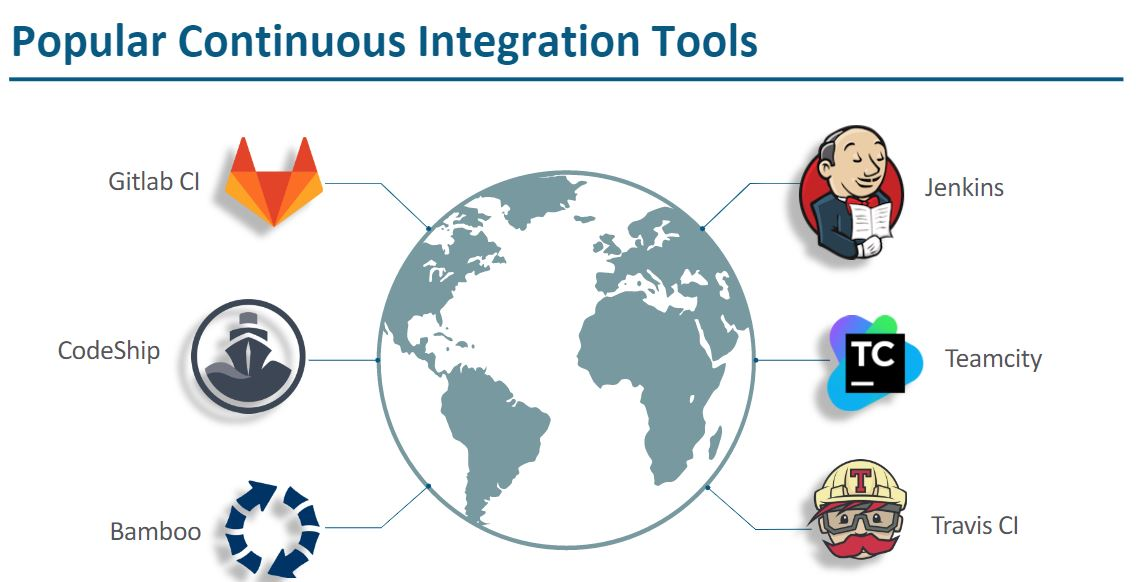 Popular Continuous Integration Tools
Gitlab CI
Jenkins
CodeShip
TC
Teamcity
T
Bamboo
Travis CI